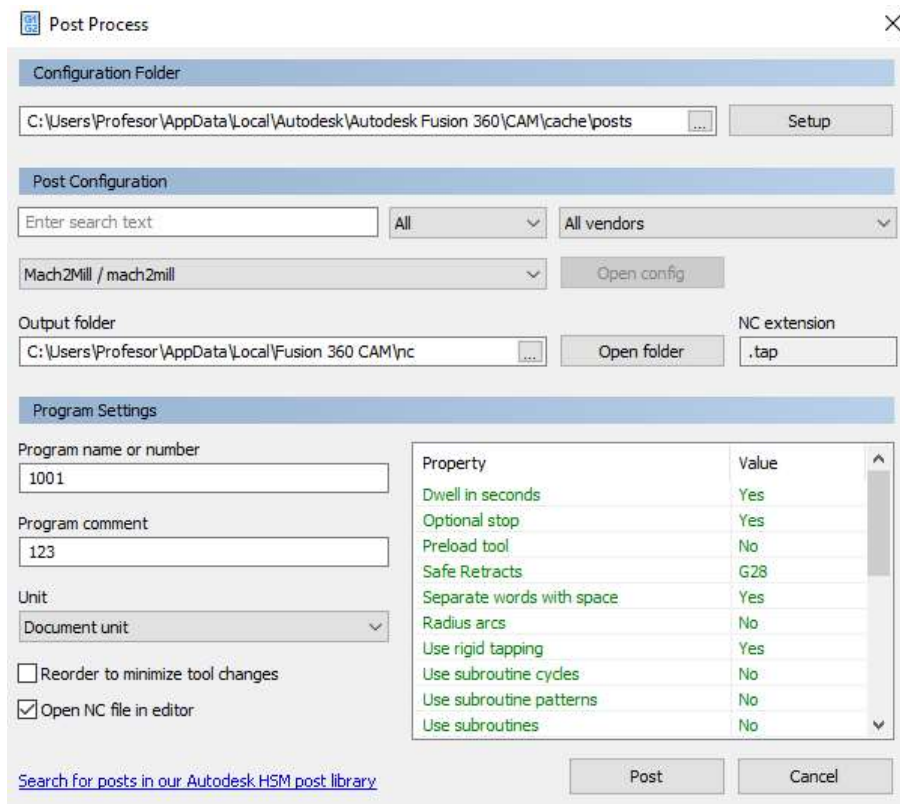 G1
G2
Post Process
Configuration Folder
C:\Users\Profesor\AppData\Local\Autodesk\Autodesk Fusion 360\CAM\cache\posts ... Setup
Post Configuration
Enter search text All All vendors
Mach2Mill / mach2mill Open config
Output folder NC extension
C:\Users\Profesor\AppData\Local\Fusion 360 CAM\nc ... Open folder .tap
Program Settings
Program name or number
1001
Program comment
123
Unit
Document unit
Reorder to minimize tool changes
Open NC file in editor
Property Value
Dwell in seconds Yes
Optional stop Yes
Preload tool No
Safe Retracts G28
Separate words with space Yes
Radius arcs No
Use rigid tapping Yes
Use subroutine cycles No
Use subroutine patterns No
Use subroutines No
Search for posts in our Autodesk HSM post library Post Cancel